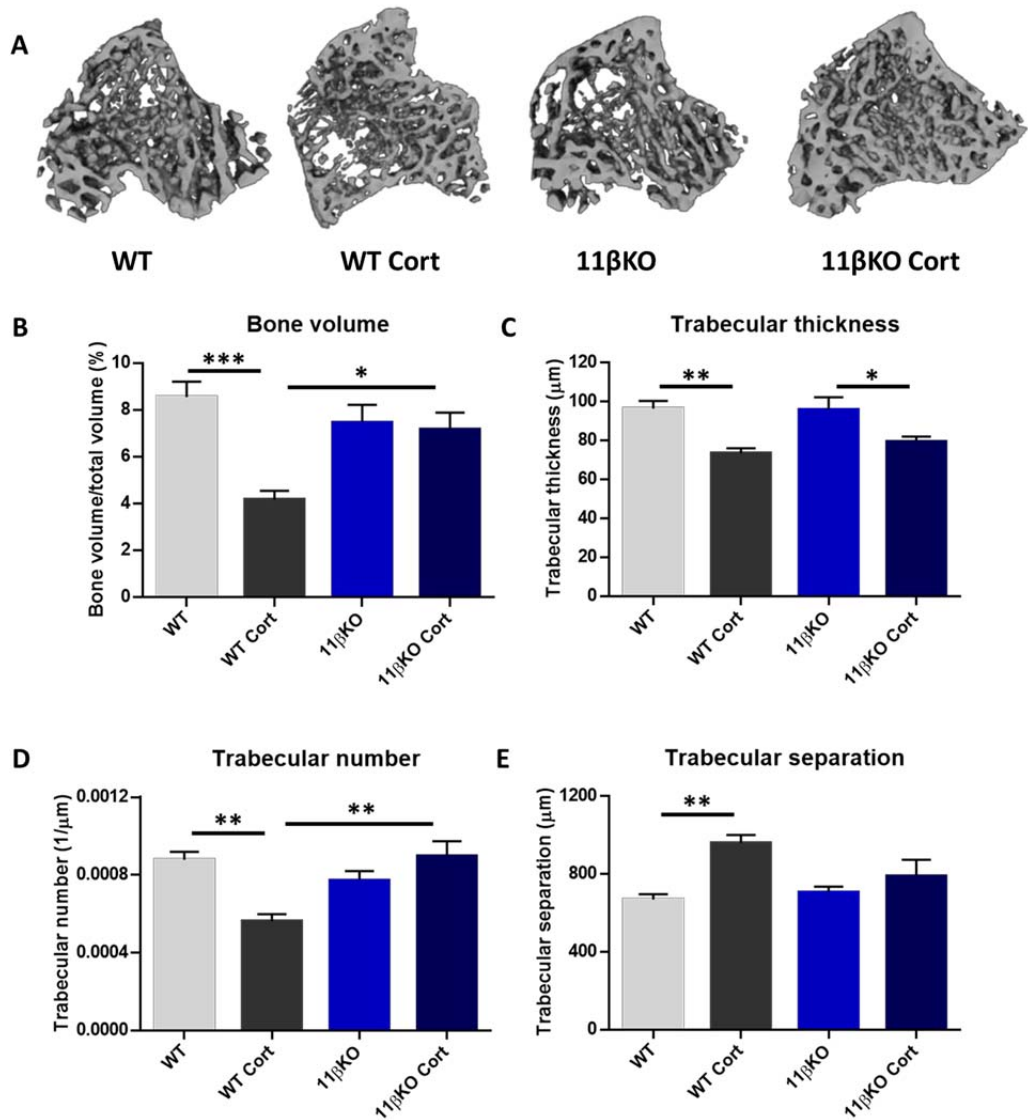 A
WT
WT Cort
11βKO
11βKO Cort
B
Bone volume
Bone volume/total volume (%)
10
8
6
4
2
0
***
*
WT
WT Cort
11βKO
11βKO Cort
C
Trabecular thickness
Trabecular thickness (μm)
120
100
80
60
40
20
0
**
*
WT
WT Cort
11βKO
11βKO Cort
D
Trabecular number
Trabecular number (1/μm)
0.0012
0.0008
0.0004
0.0000
**
**
WT
WT Cort
11βKO
11βKO Cort
E
Trabecular separation
Trabecular separation (μm)
1200
800
400
0
**
WT
WT Cort
11βKO
11βKO Cort